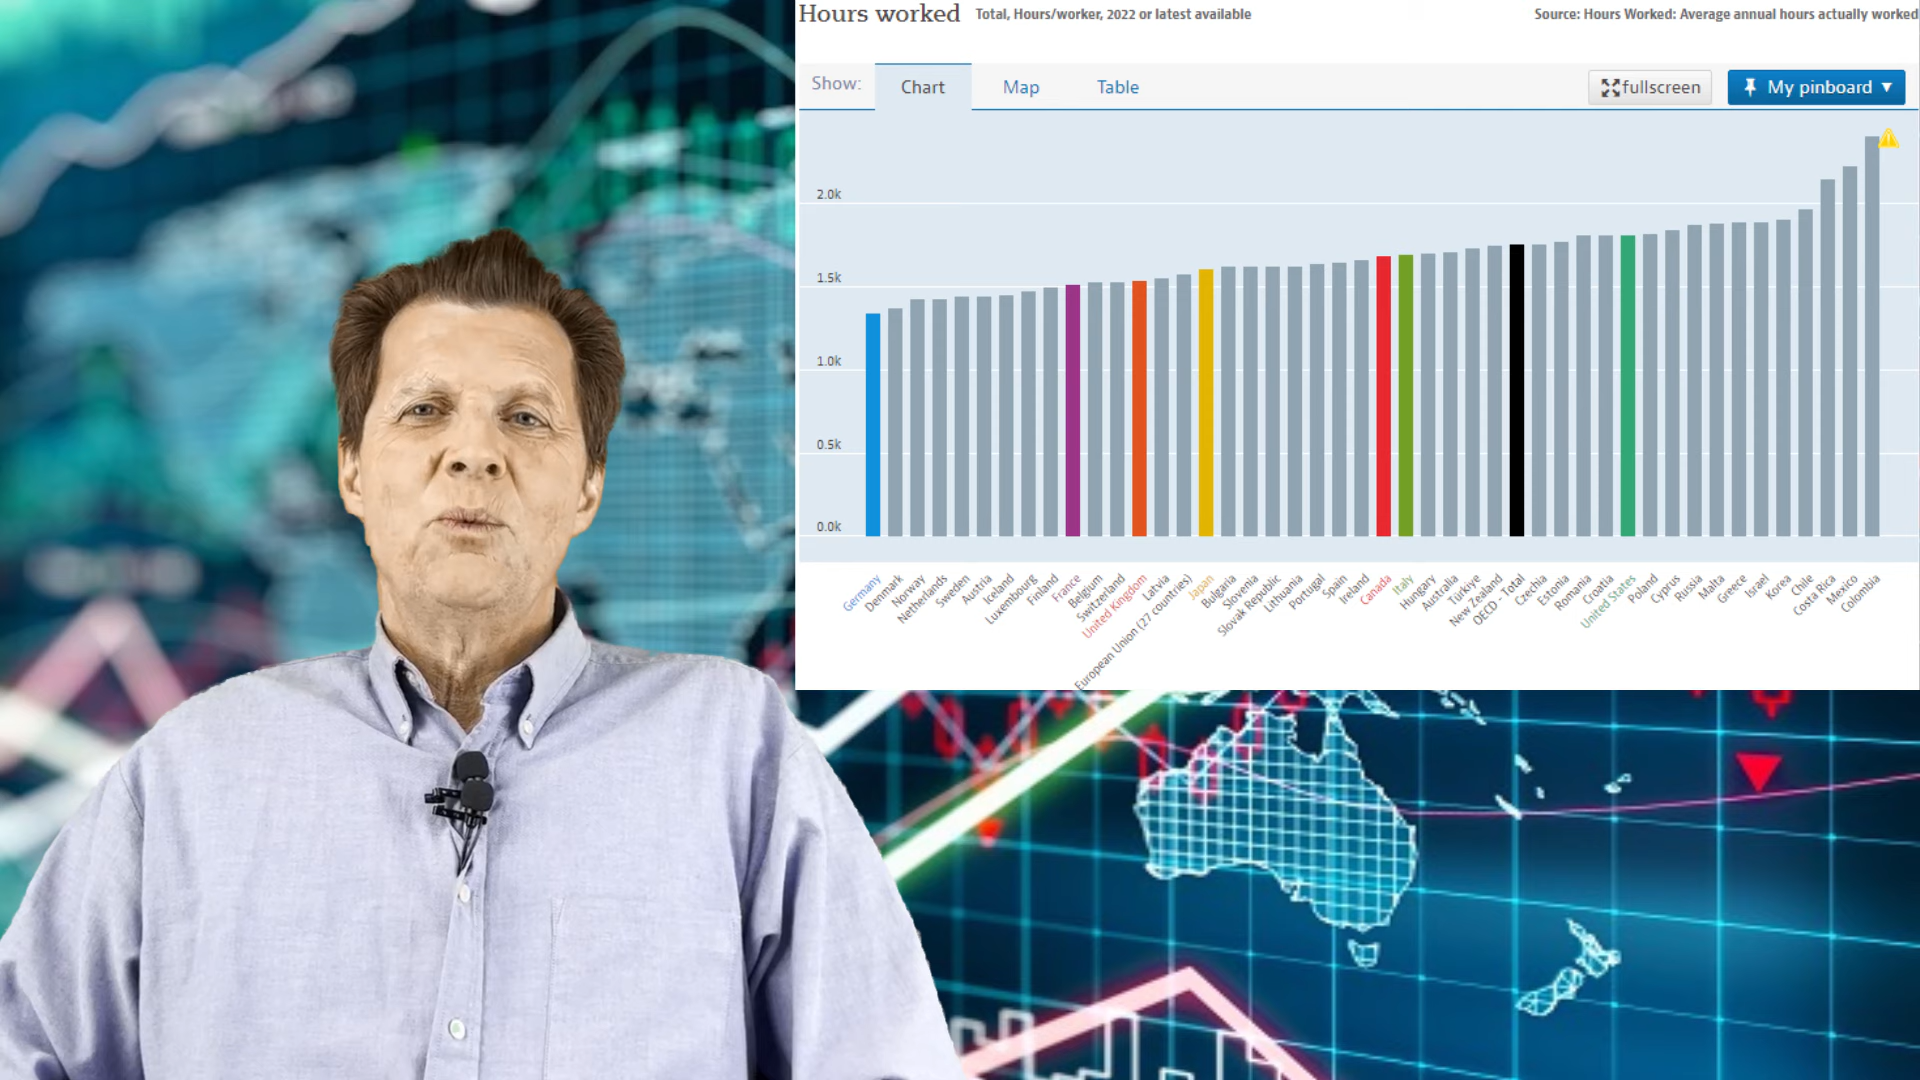 Hours worked Total, Hours/worker, 2022 or latest available Source: Hours Worked: Average annual hours actually worked
Show: Chart Map Table fullscreen My pinboard
2.0k
1.5k
1.0k
0.5k
0.0k
Germany
Denmark
Norway
Netherlands
Sweden
Austria
Iceland
Luxembourg
Finland
France
Belgium
Switzerland
United Kingdom
Latvia
European Union (27 countries)
Japan
Bulgaria
Slovenia
Slovak Republic
Lithuania
Portugal
Spain
Ireland
Canada
Italy
Hungary
Australia
Türkiye
New Zealand
OECD - Total
Czechia
Estonia
Romania
Croatia
United States
Poland
Cyprus
Russia
Malta
Greece
Israel
Korea
Chile
Costa Rica
Mexico
Colombia